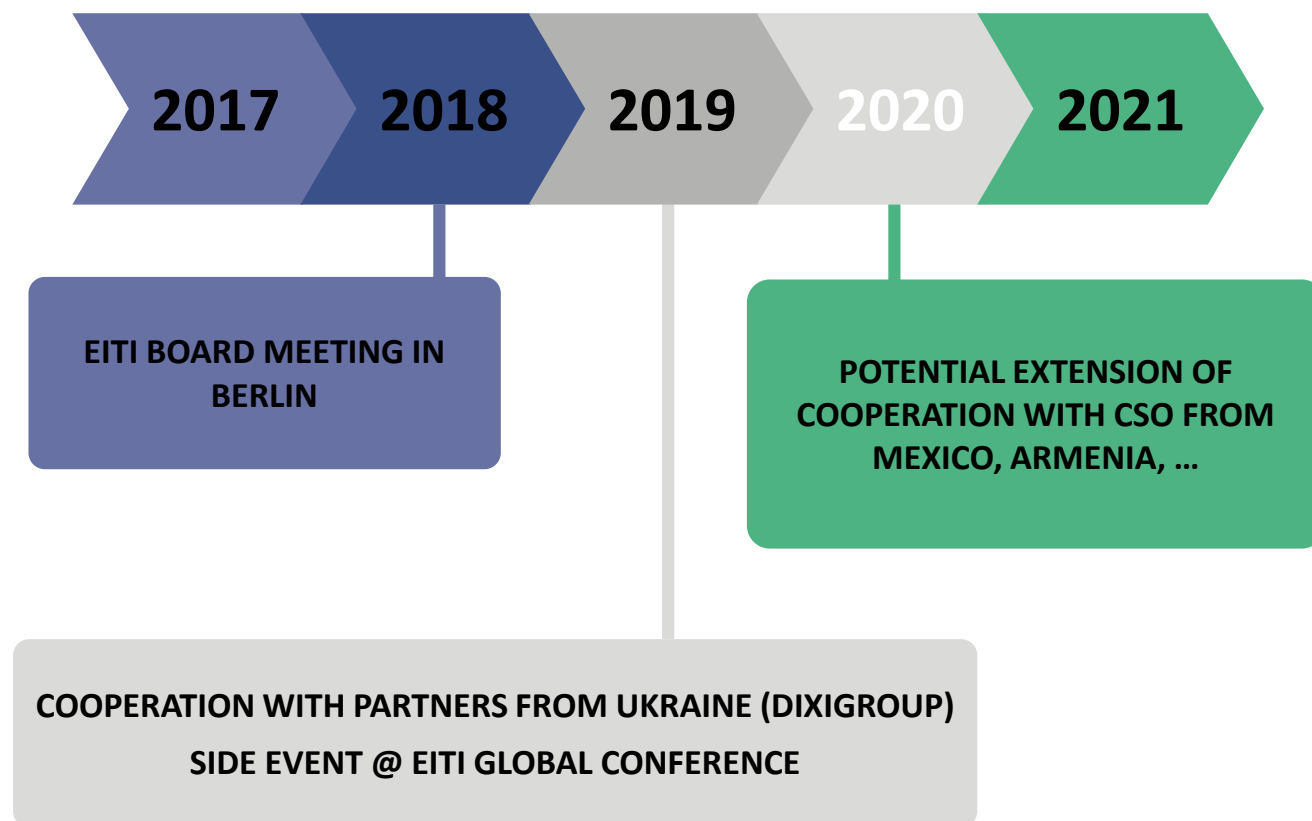 2017
2018
2019
2020
2021
EITI BOARD MEETING IN
BERLIN
POTENTIAL EXTENSION OF
COOPERATION WITH CSO FROM
MEXICO, ARMENIA, …
COOPERATION WITH PARTNERS FROM UKRAINE (DIXIGROUP)
SIDE EVENT @ EITI GLOBAL CONFERENCE